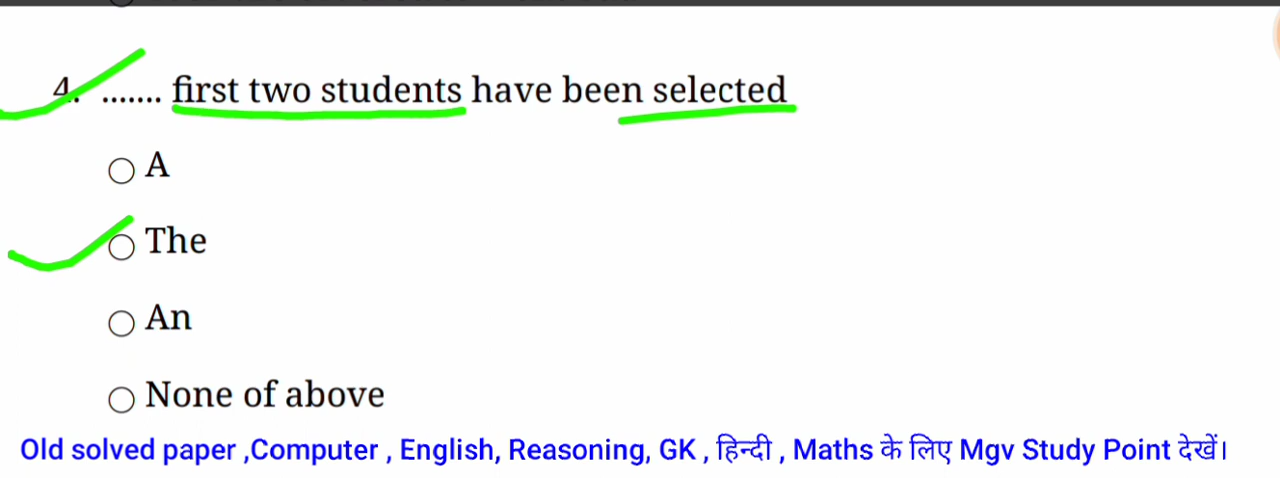 4. ....... first two students have been selected
A
The
An
None of above
Old solved paper ,Computer , English, Reasoning, GK , हिन्दी , Maths के लिए Mgv Study Point देखें।